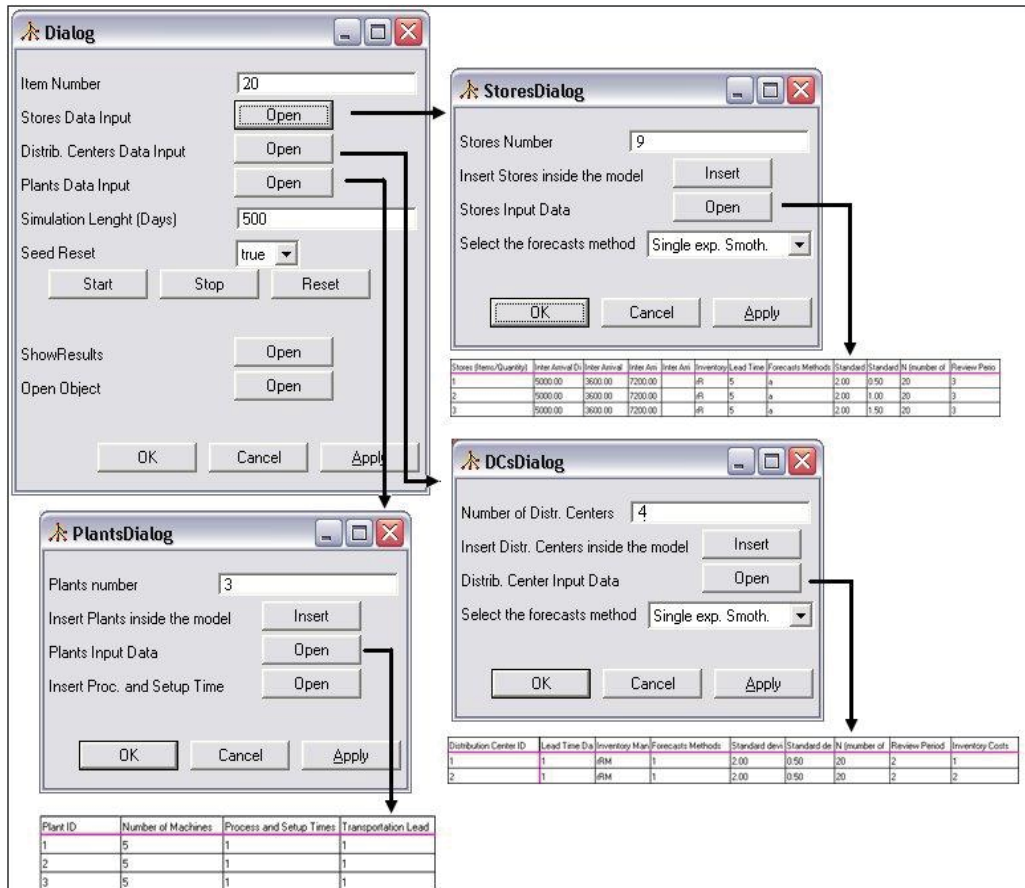 Dialog
Item Number 20
Stores Data Input Open
Distrib. Centers Data Input Open
Plants Data Input Open
Simulation Lenght (Days) 500
Seed Reset true
Start Stop Reset
ShowResults Open
Open Object Open
OK Cancel Apply
StoresDialog
Stores Number 9
Insert Stores inside the model Insert
Stores Input Data Open
Select the forecasts method Single exp. Smoth.
OK Cancel Apply
Stores (Items/Quantity) Inter Arrival Di Inter Arrival Inter Arri Inter Arri Inventory Lead Time Forecasts Methods Standard Standard N (number of Review Perio
1 5000.00 3600.00 7200.00 rR 5 a 2.00 0.50 20 3
2 5000.00 3600.00 7200.00 rR 5 a 2.00 1.00 20 3
3 5000.00 3600.00 7200.00 rR 5 a 2.00 1.50 20 3
DCsDialog
Number of Distr. Centers 4
Insert Distr. Centers inside the model Insert
Distrib. Center Input Data Open
Select the forecasts method Single exp. Smoth.
OK Cancel Apply
Distribution Center ID Lead Time Da Inventory Man Forecasts Methods Standard devi Standard de N (number of Review Period Inventory Costs
1 1 rRM 1 2.00 0.50 20 2 1
2 1 rRM 1 2.00 0.50 20 2 2
PlantsDialog
Plants number 3
Insert Plants inside the model Insert
Plants Input Data Open
Insert Proc. and Setup Time Open
OK Cancel Apply
Plant ID Number of Machines Process and Setup Times Transportation Lead
1 5 1 1
2 5 1 1
3 5 1 1